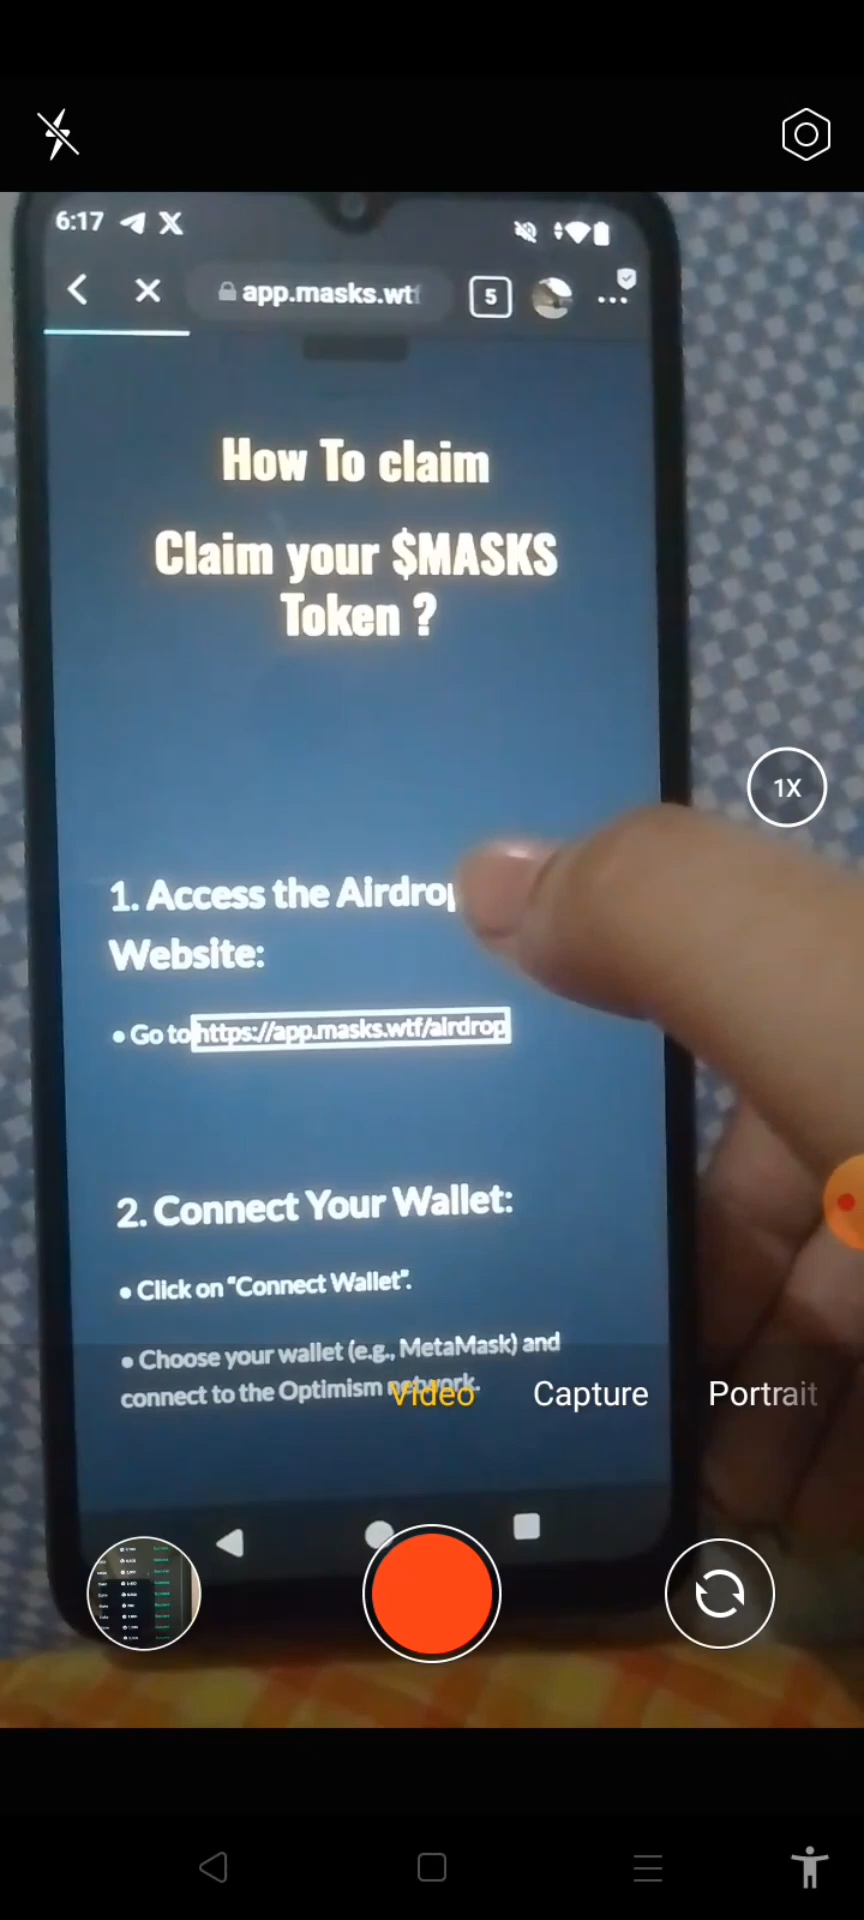 6:17
app.masks.wtf
5
How To claim
Claim your $MASKS
Token ?
1X
1. Access the Airdrop
Website:
• Go to https://app.masks.wtf/airdrop
2. Connect Your Wallet:
• Click on “Connect Wallet”.
• Choose your wallet (e.g., MetaMask) and
connect to the Optimism network.
Video
Capture
Portrait